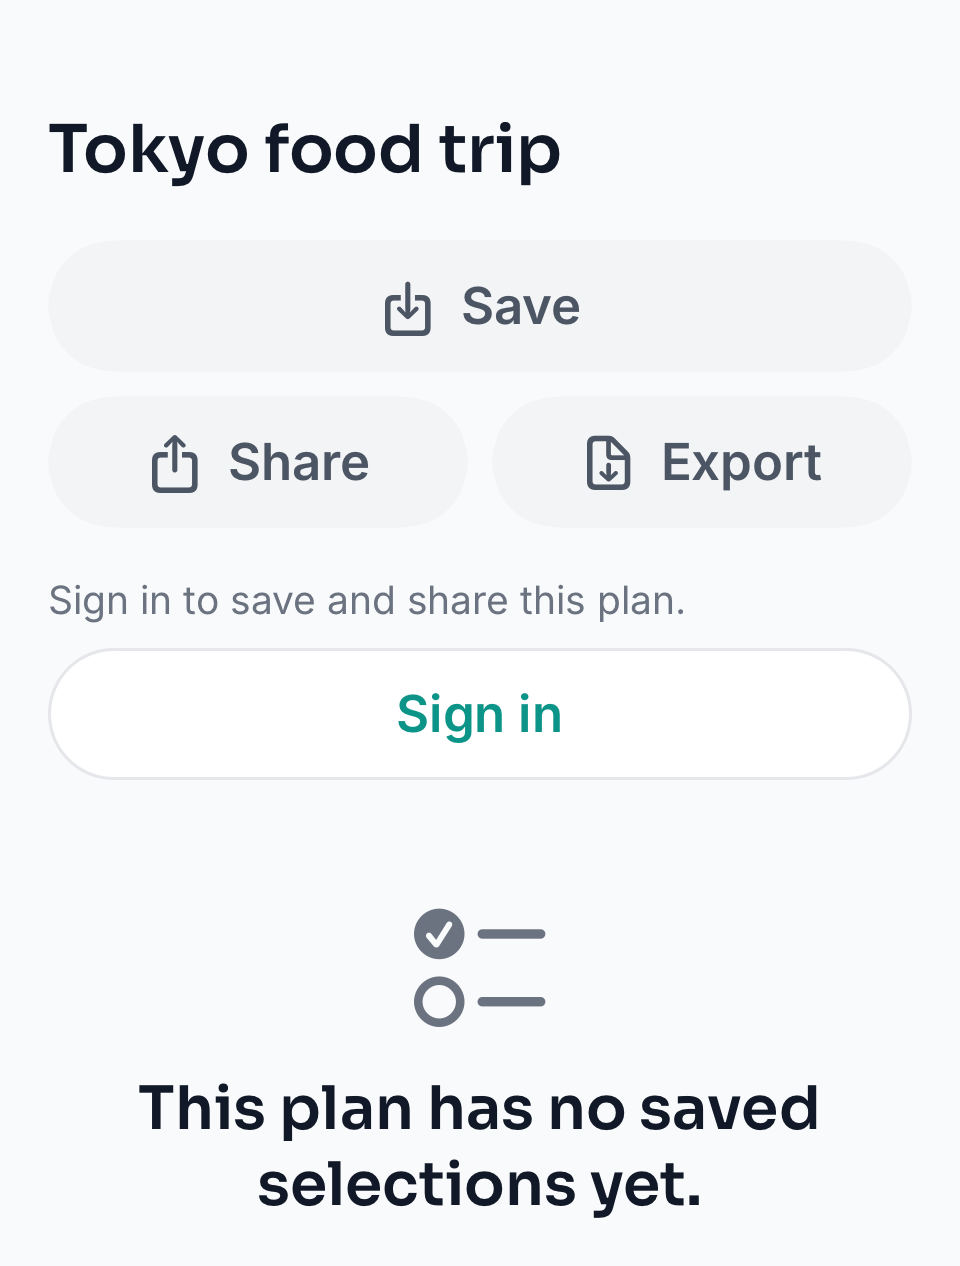 Tokyo food trip
Save
Share
Export
Sign in to save and share this plan.
Sign in
This plan has no saved
selections yet.